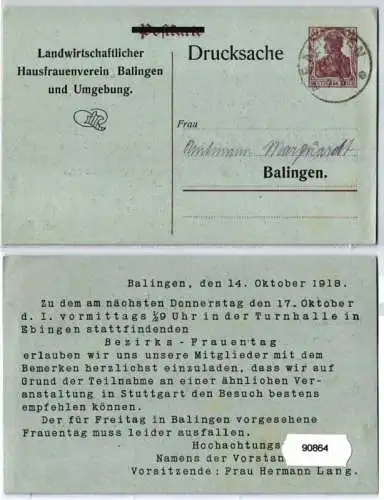 Postkarte
Landwirtschaftlicher
Hausfrauenverein Balingen
und Umgebung.
Drucksache
Frau
Amtmann Marquardt
Balingen.
Balingen, den 14. Oktober 1918.
Zu dem am nächsten Donnerstag den 17. Oktober
d. I. vormittags ½9 Uhr in der Turnhalle in
Ebingen stattfindenden
Bezirks-Frauentag
erlauben wir uns unsere Mitglieder mit dem
Bemerken herzlichst einzuladen, dass wir auf
Grund der Teilnahme an einer ähnlichen Ver-
anstaltung in Stuttgart den Besuch bestens
empfehlen können.
Der für Freitag in Balingen vorgesehene
Frauentag muss leider ausfallen.
Hochachtungs
Namens der Vorstan
Vorsitzende: Frau Hermann Lang.
90864